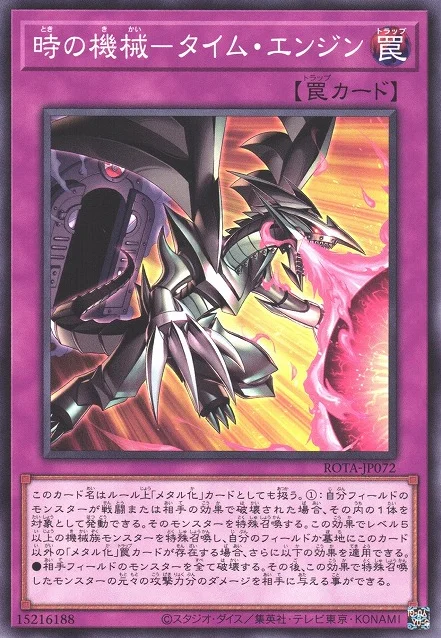 時の機械－タイム・エンジン 罠
【罠カード】
ROTA-JP072
このカード名はルール上「メタル化」カードとしても扱う。①：自分フィールドの
モンスターが戦闘または相手の効果で破壊された場合、その内の１体を
対象として発動できる。そのモンスターを特殊召喚する。この効果でレベル５
以上の機械族モンスターを特殊召喚し、自分のフィールドか墓地にこのカード
以外の「メタル化」罠カードが存在する場合、さらに以下の効果を適用できる。
●相手フィールドのモンスターを全て破壊する。その後、この効果で特殊召喚
したモンスターの元々の攻撃力分のダメージを相手に与える事ができる。
15216188 ©スタジオ・ダイス／集英社・テレビ東京・KONAMI